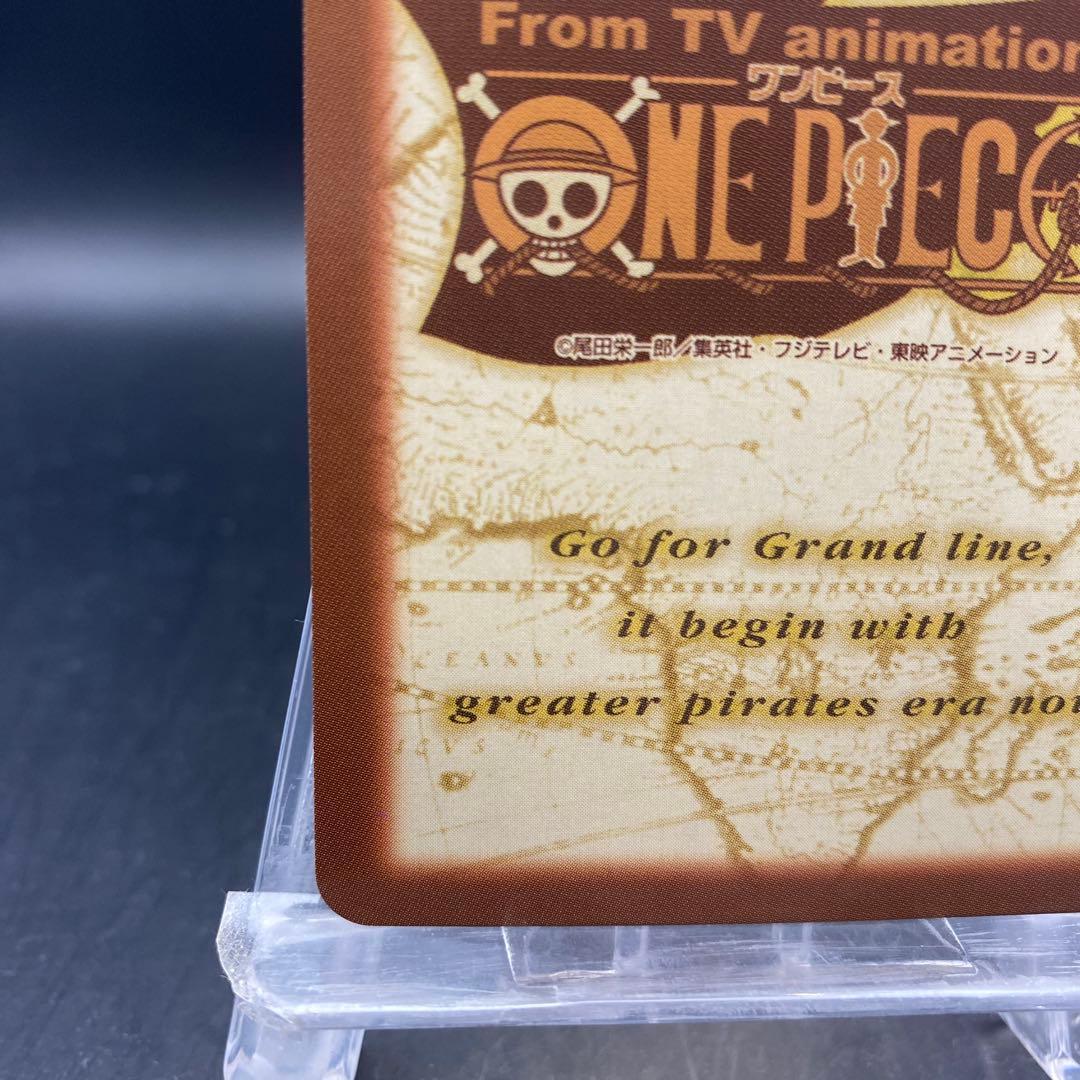 From TV animation
ワンピース
ONE PIECE
©尾田栄一郎／集英社・フジテレビ・東映アニメーション
Go for Grand line,
it begin with
OCEANVS
greater pirates era now